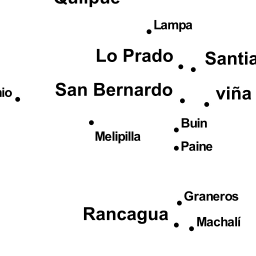 Quilpué
Lampa
Lo Prado
Santia
San Bernardo
viña
nio
Buin
Melipilla
Paine
Graneros
Rancagua
Machalí